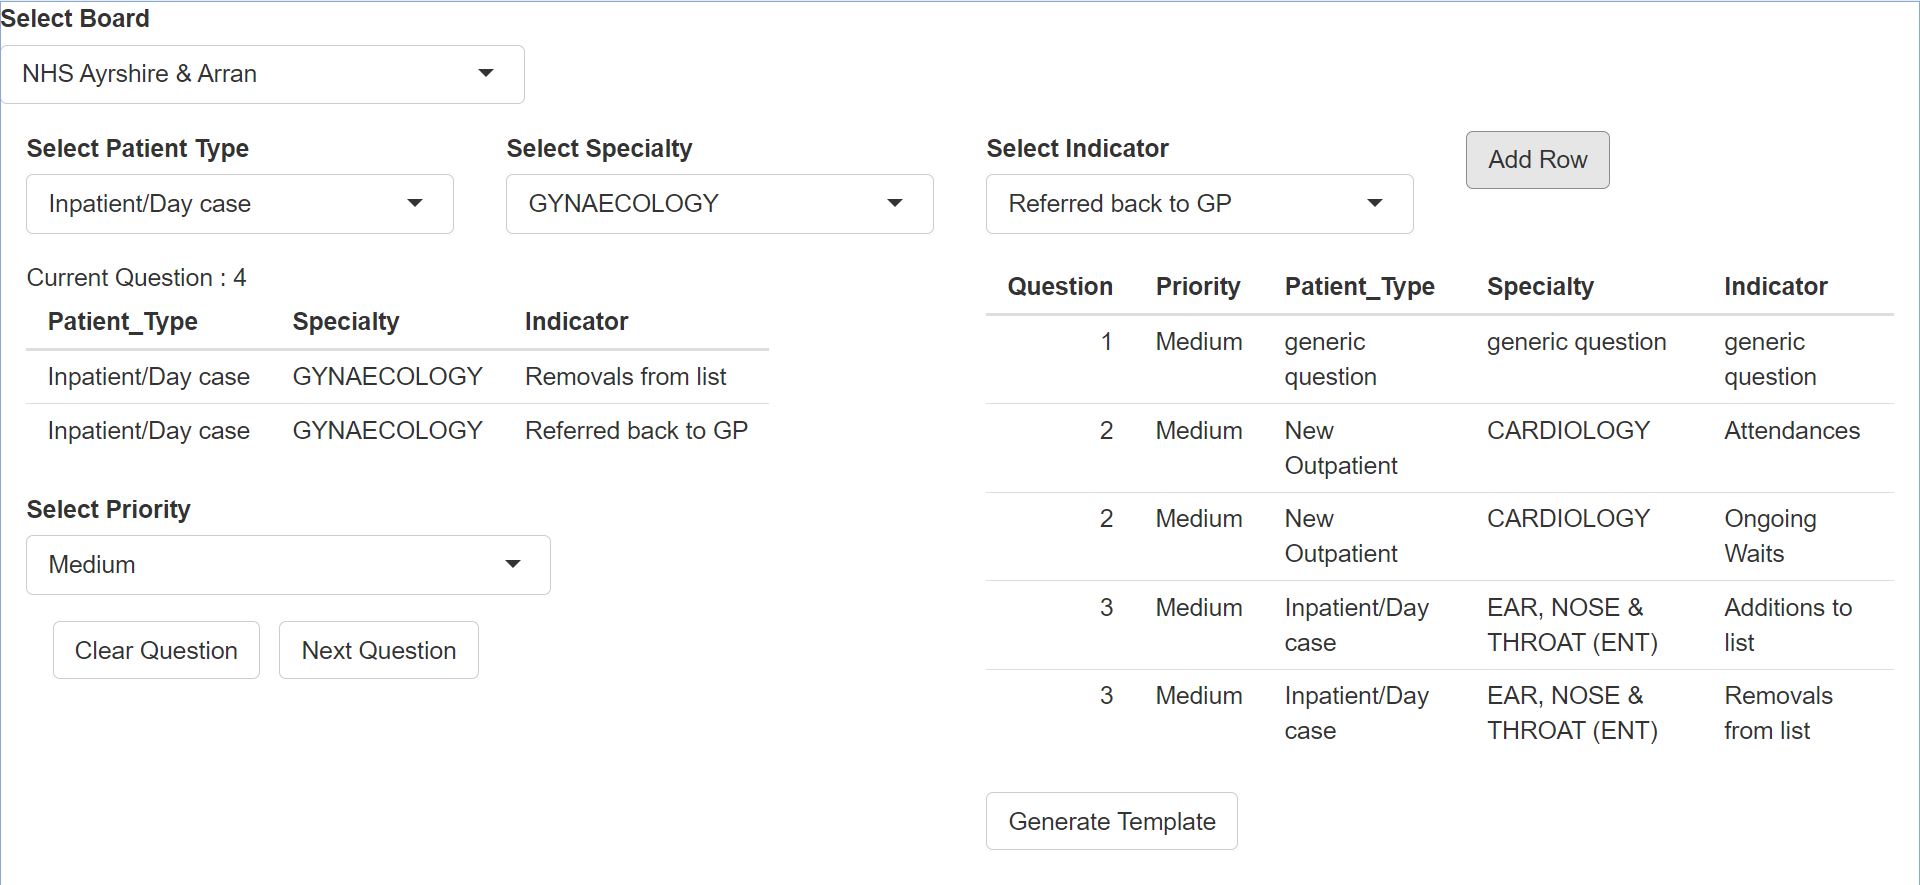 Select Board
NHS Ayrshire & Arran
Select Patient Type
Select Specialty
Select Indicator
Add Row
Inpatient/Day case
GYNAECOLOGY
Referred back to GP
Current Question : 4
Patient_Type Specialty Indicator
Inpatient/Day case GYNAECOLOGY Removals from list
Inpatient/Day case GYNAECOLOGY Referred back to GP
Select Priority
Medium
Clear Question
Next Question
Question Priority Patient_Type Specialty Indicator
1 Medium generic generic question generic
question question
2 Medium New CARDIOLOGY Attendances
Outpatient
2 Medium New CARDIOLOGY Ongoing
Outpatient Waits
3 Medium Inpatient/Day EAR, NOSE & Additions to
case THROAT (ENT) list
3 Medium Inpatient/Day EAR, NOSE & Removals
case THROAT (ENT) from list
Generate Template